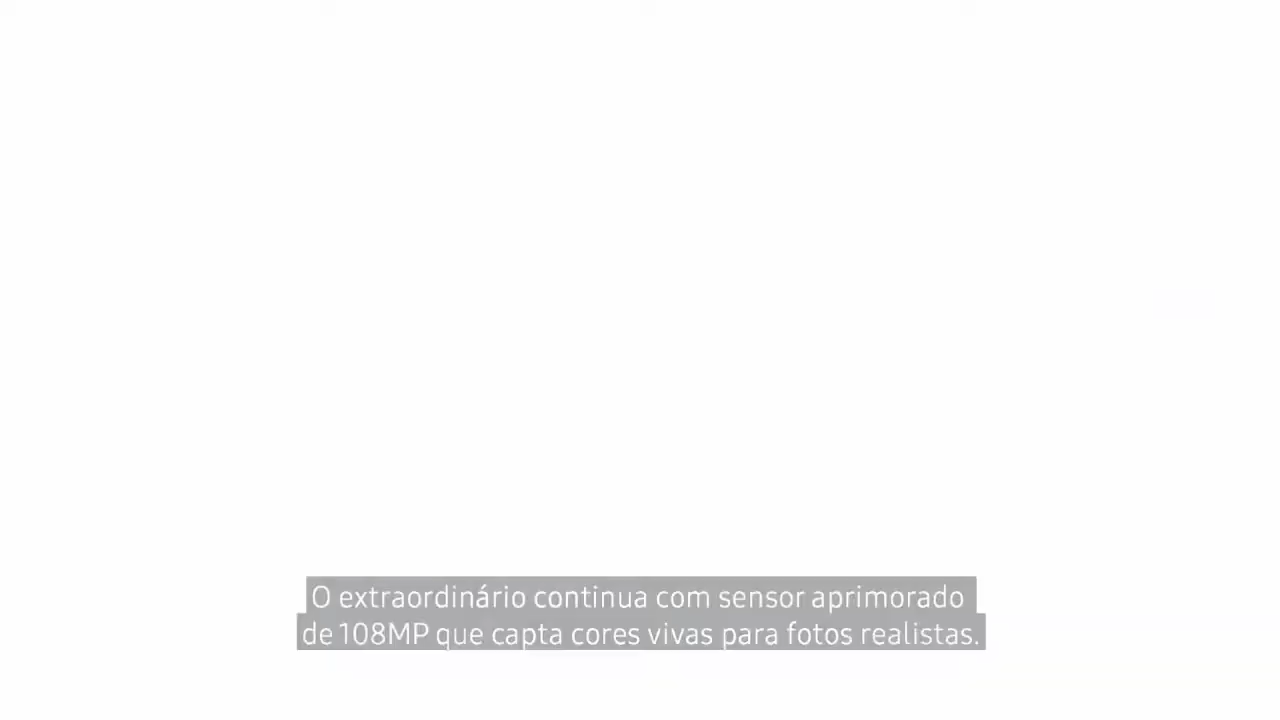 O extraordinário continua com sensor aprimorado
de 108MP que capta cores vivas para fotos realistas.